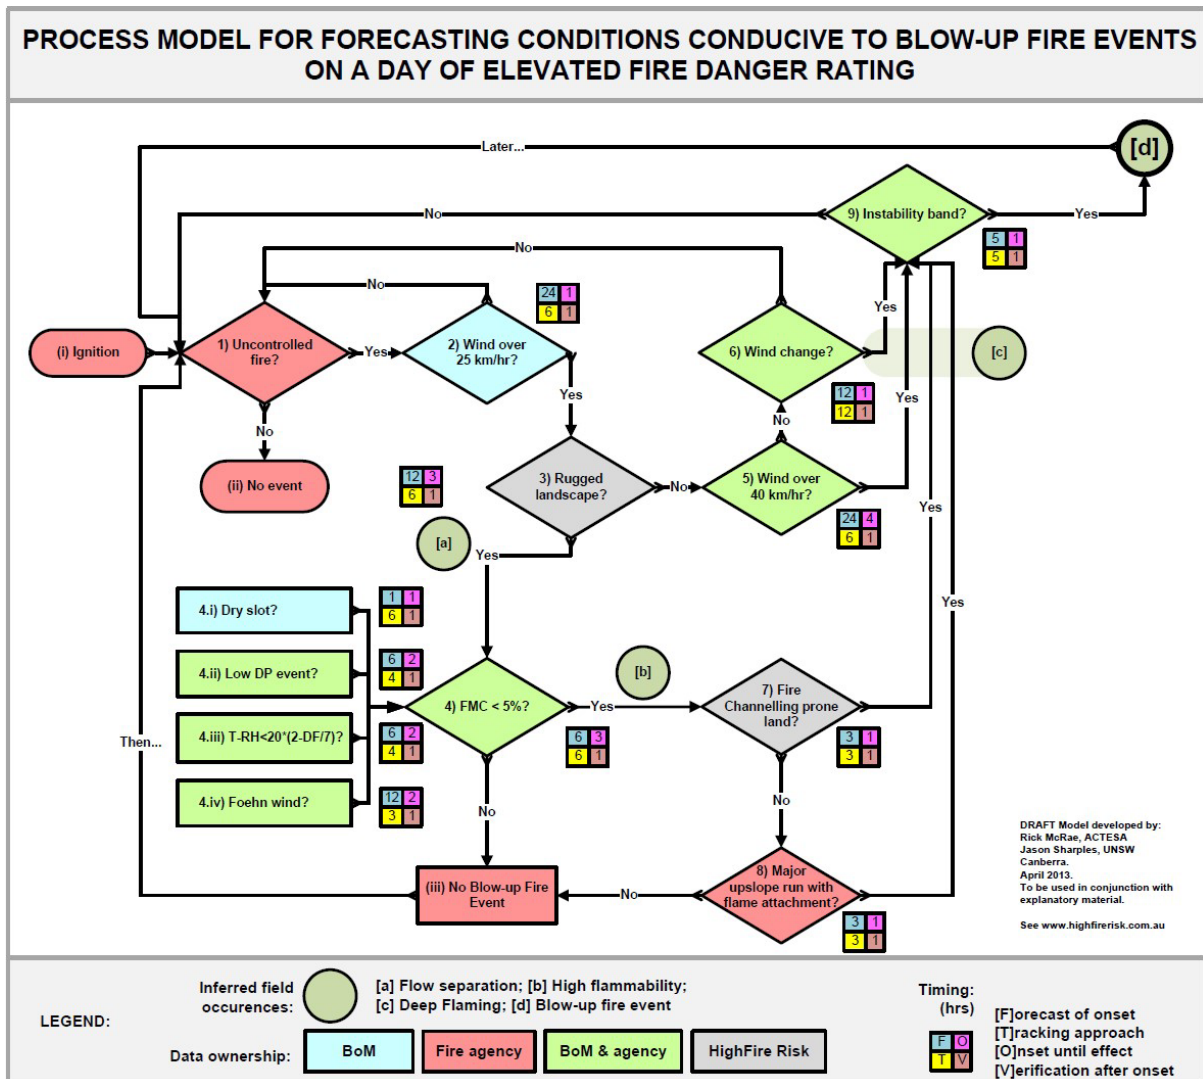 PROCESS MODEL FOR FORECASTING CONDITIONS CONDUCIVE TO BLOW-UP FIRE EVENTS
ON A DAY OF ELEVATED FIRE DANGER RATING
[d]
Later...
No
9) Instability band?
Yes
5 1
5 1
No
No
24 1
6 1
(i) Ignition
1) Uncontrolled
fire?
Yes
2) Wind over
25 km/hr?
6) Wind change?
Yes
[c]
12 1
12 1
Yes
No
Yes
No
(ii) No event
12 3
6 1
3) Rugged
landscape?
No
5) Wind over
40 km/hr?
24 4
6 1
Yes
[a]
Yes
Yes
4.i) Dry slot?
1 1
6 1
4.ii) Low DP event?
6 2
4 1
4.iii) T-RH<20*(2-DF/7)?
6 2
4 1
4.iv) Foehn wind?
12 2
3 1
4) FMC < 5%?
Yes
6 3
6 1
[b]
7) Fire
Channelling prone
land?
3 1
3 1
Then...
No
No
(iii) No Blow-up Fire
Event
No
8) Major
upslope run with
flame attachment?
3 1
3 1
DRAFT Model developed by:
Rick McRae, ACTESA
Jason Sharples, UNSW
Canberra.
April 2013.
To be used in conjunction with
explanatory material.
See www.highfirerisk.com.au
LEGEND:
Inferred field
occurences:
[a] Flow separation; [b] High flammability;
[c] Deep Flaming; [d] Blow-up fire event
Data ownership:
BoM
Fire agency
BoM & agency
HighFire Risk
Timing:
(hrs)
F O
T V
[F]orecast of onset
[T]racking approach
[O]nset until effect
[V]erification after onset